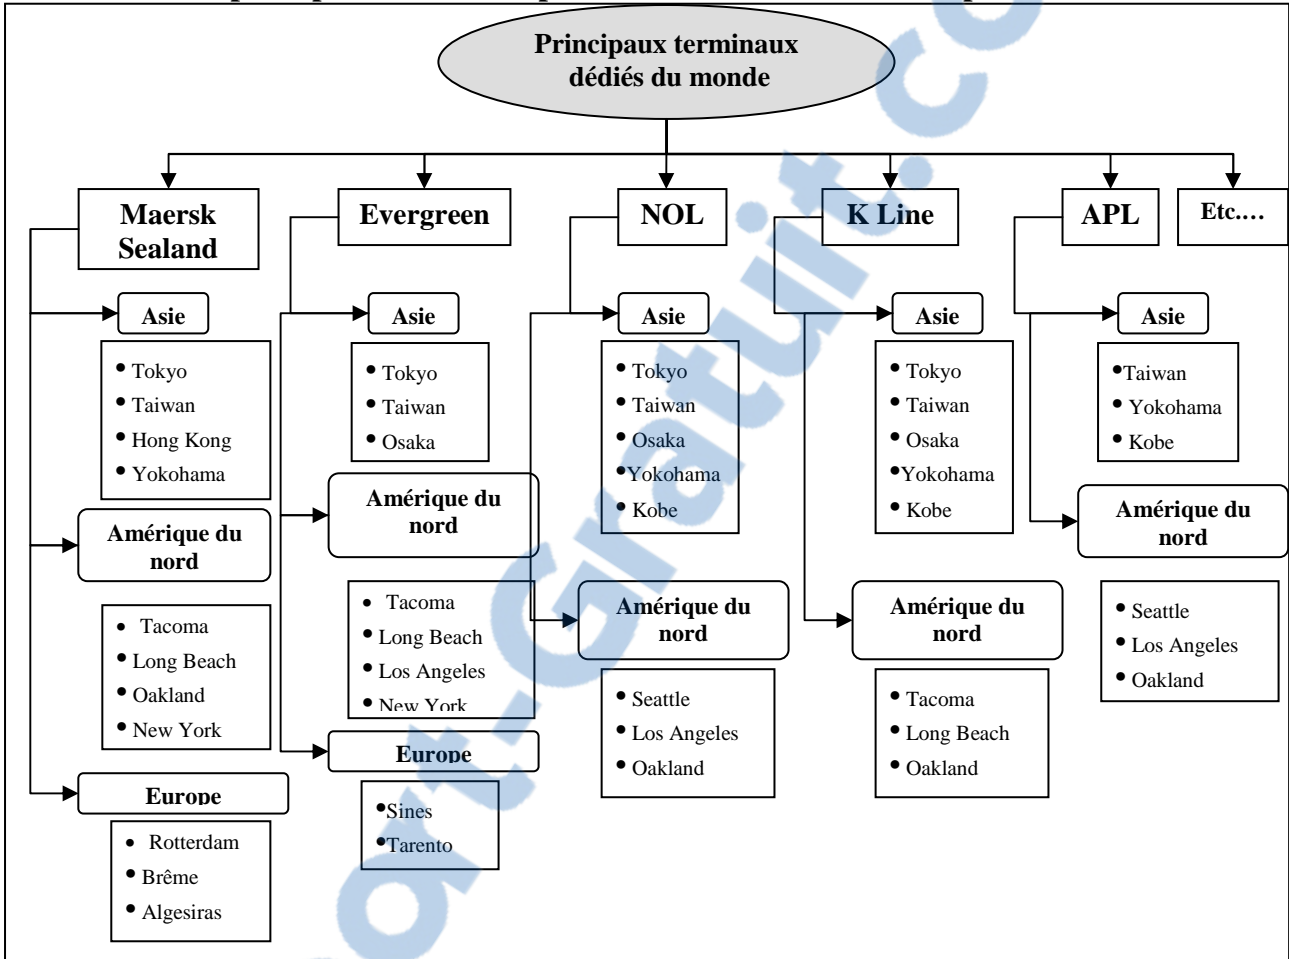 Principaux terminaux
dédiés du monde
Maersk
Sealand
Evergreen
NOL
K Line
APL
Etc.…
Asie
• Tokyo
• Taiwan
• Hong Kong
• Yokohama
Amérique du
nord
• Tacoma
• Long Beach
• Oakland
• New York
Europe
• Rotterdam
• Brême
• Algesiras
Asie
• Tokyo
• Taiwan
• Osaka
Amérique du
nord
• Tacoma
• Long Beach
• Los Angeles
• New York
Europe
•Sines
•Tarento
Asie
• Tokyo
• Taiwan
• Osaka
•Yokohama
• Kobe
Amérique du
nord
• Seattle
• Los Angeles
• Oakland
Asie
• Tokyo
• Taiwan
• Osaka
•Yokohama
• Kobe
Amérique du
nord
• Tacoma
• Long Beach
• Oakland
Asie
•Taiwan
• Yokohama
• Kobe
Amérique du
nord
• Seattle
• Los Angeles
• Oakland
ort-Gratuit.co